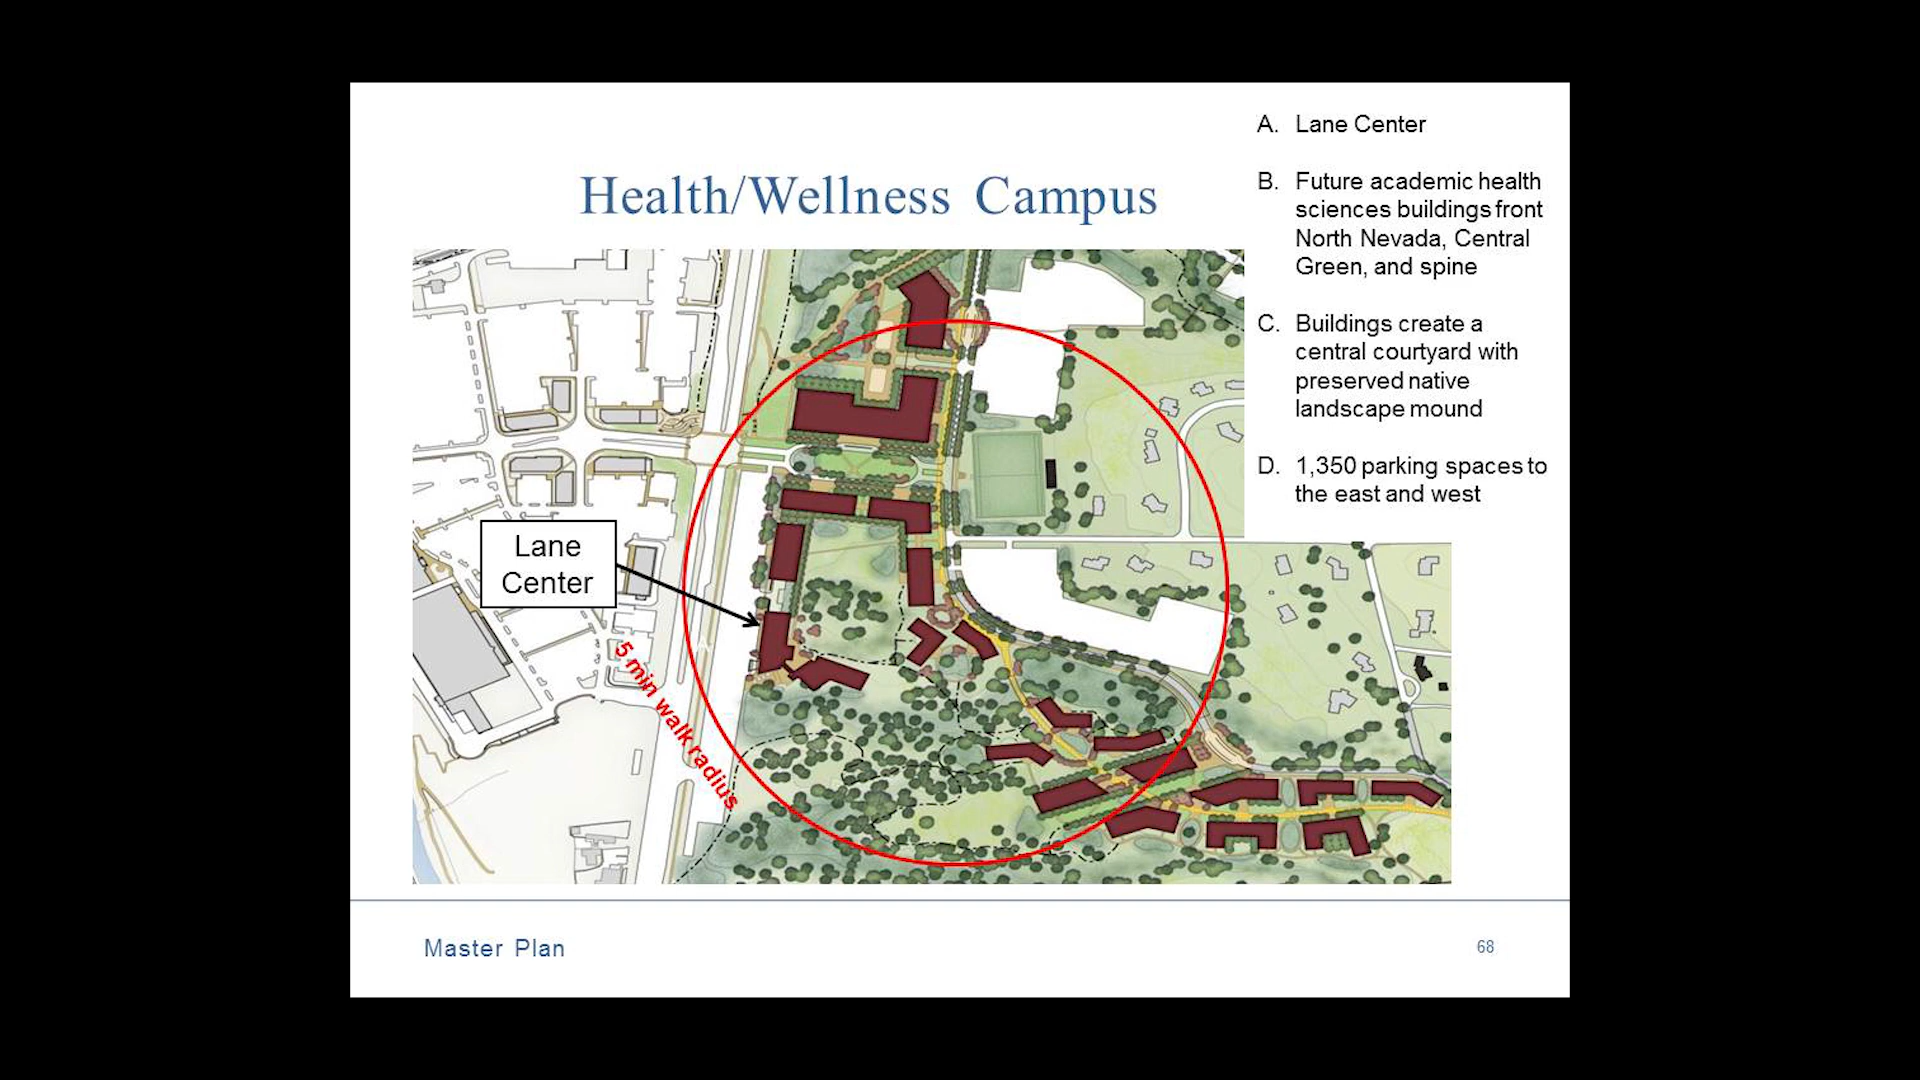 Health/Wellness Campus
A. Lane Center
B. Future academic health
sciences buildings front
North Nevada, Central
Green, and spine
C. Buildings create a
central courtyard with
preserved native
landscape mound
D. 1,350 parking spaces to
the east and west
Lane
Center
5 min walk radius
Master Plan
68